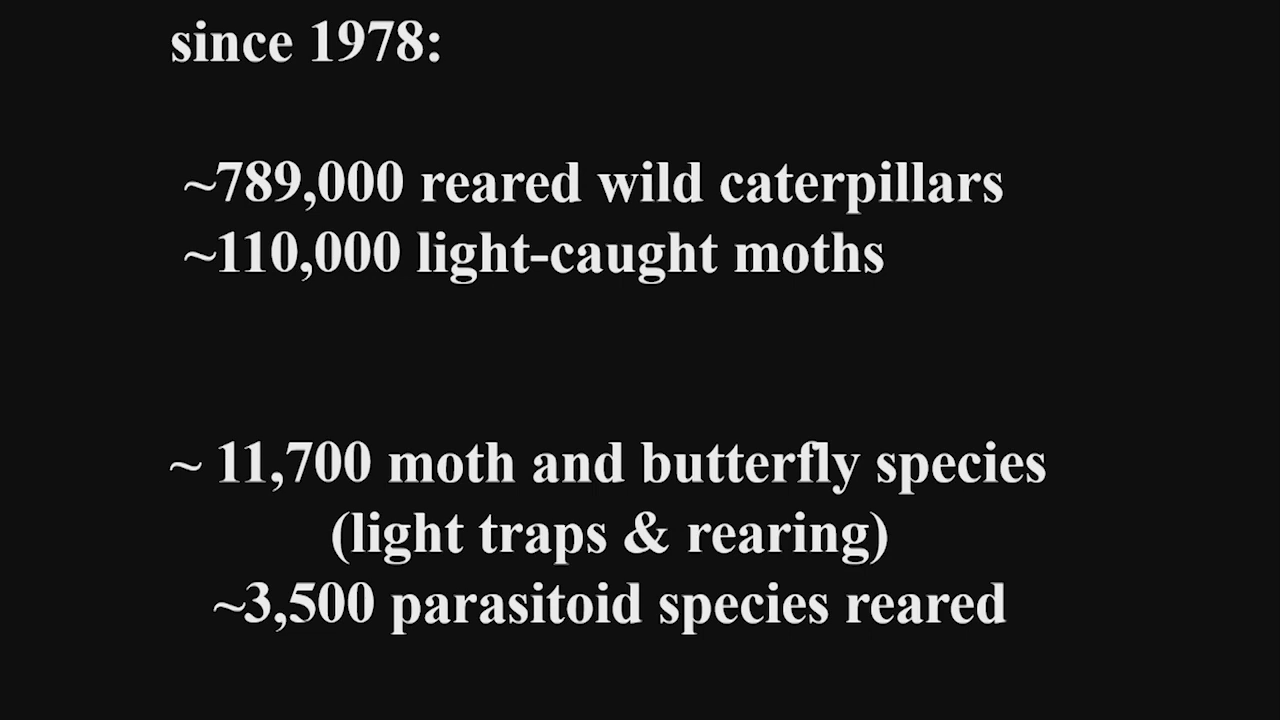 since 1978:
~789,000 reared wild caterpillars
~110,000 light-caught moths
~ 11,700 moth and butterfly species
(light traps & rearing)
~3,500 parasitoid species reared